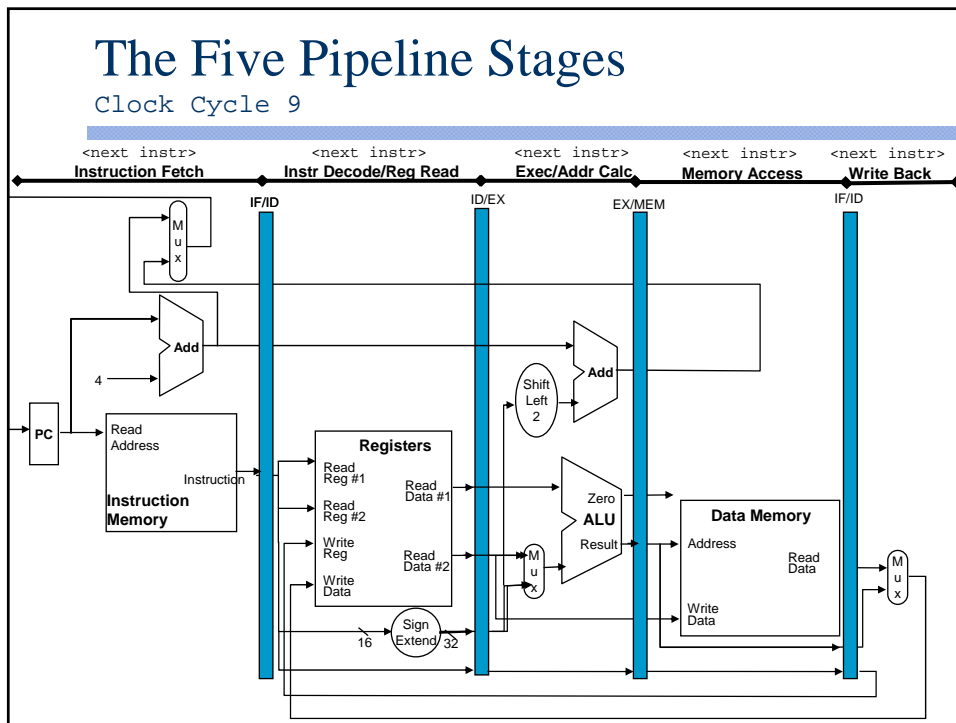 The Five Pipeline Stages
Clock Cycle 9
<next instr> <next instr> <next instr> <next instr> <next instr>
Instruction Fetch Instr Decode/Reg Read Exec/Addr Calc Memory Access Write Back
IF/ID ID/EX EX/MEM IF/ID
M
u
x
Add
4
Add
Shift
Left
2
PC
Read
Address
Instruction
Instruction
Memory
Registers
Read
Reg #1
Read
Reg #2
Write
Reg
Write
Data
Read
Data #1
Read
Data #2
16
Sign
Extend
32
M
u
x
Zero
ALU
Result
Data Memory
Address
Read
Data
Write
Data
M
u
x